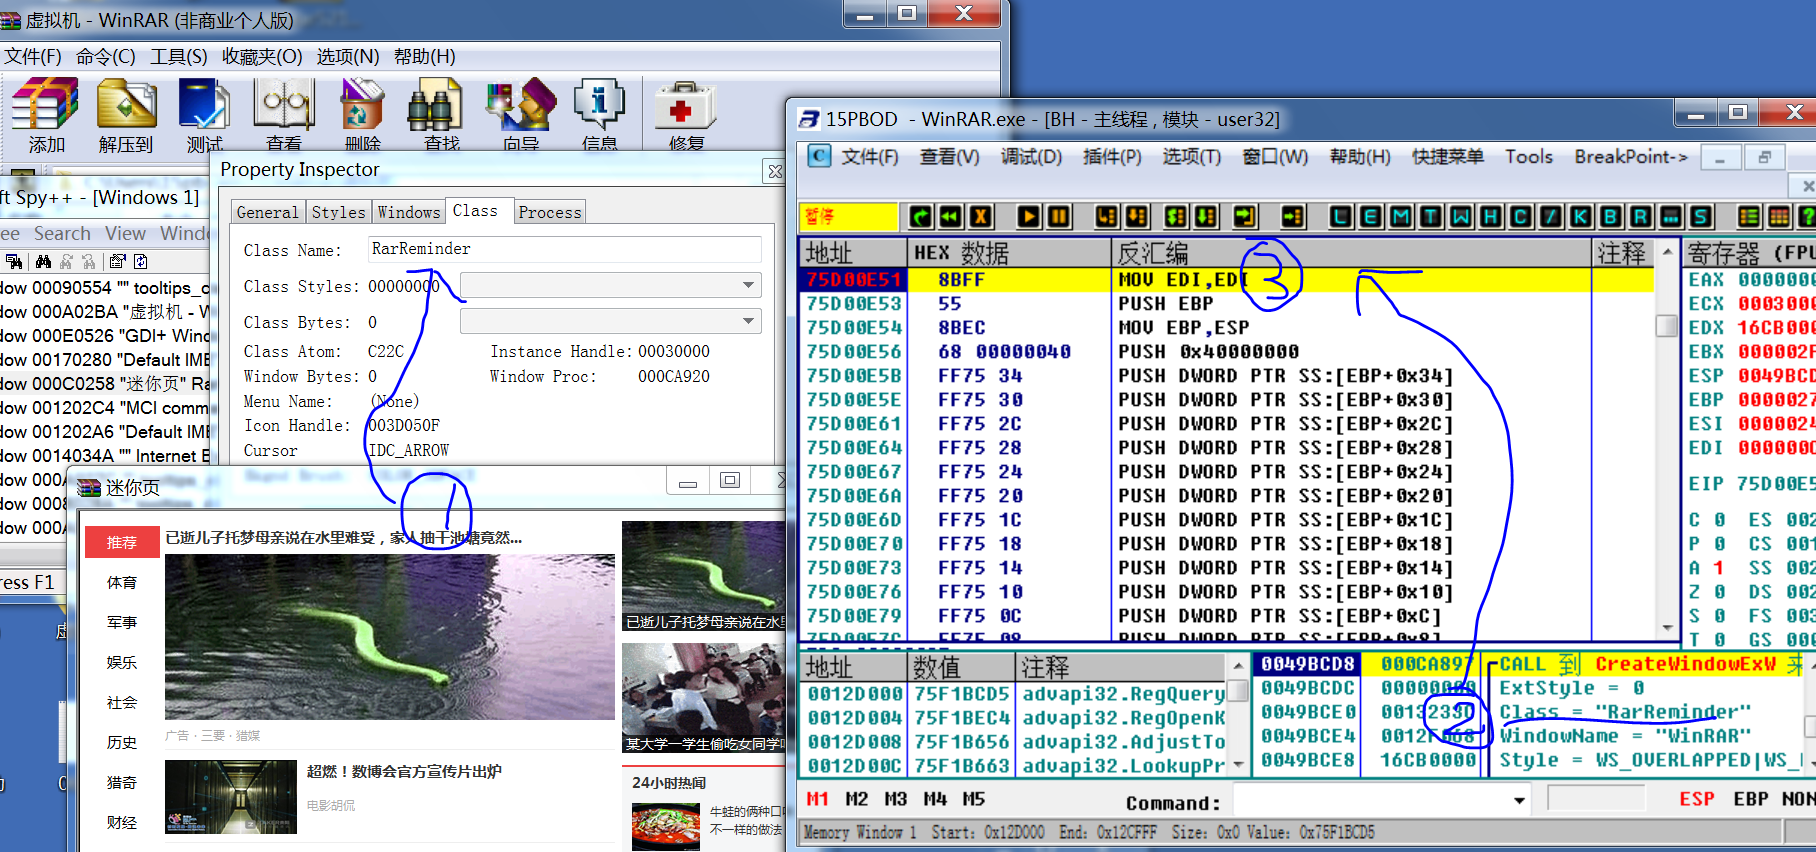 虚拟机 - WinRAR (非商业个人版)
文件(F) 命令(C) 工具(S) 收藏夹(O) 选项(N) 帮助(H)
添加 解压到 测试 查看 删除 查找 向导 信息 修复
Property Inspector
General Styles Windows Class Process
Class Name: RarReminder
Class Styles: 00000000
Class Bytes: 0
Class Atom: C22C Instance Handle: 00030000
Window Bytes: 0 Window Proc: 000CA920
Menu Name: (None)
Icon Handle: 003D050F
Cursor IDC_ARROW
ft Spy++ - [Windows 1]
ee Search View Windo
dow 00090554 "" tooltips_c
dow 000A02BA "虚拟机 - W
dow 000E0526 "GDI+ Wind
dow 00170280 "Default IME
dow 000C0258 "迷你页" Ra
dow 001202C4 "MCI comm
dow 001202A6 "Default IME
dow 0014034A "" Internet E
dow 000A
dow 0008
dow 000A
ress F1
迷你页
推荐
体育
军事
娱乐
社会
历史
猎奇
财经
已逝儿子托梦母亲说在水里难受，家人抽干池塘竟然...
广告 · 三要 · 猎媒
超燃！数博会官方宣传片出炉
电影胡侃
已逝儿子托梦母亲说在水里
某大学一学生偷吃女同学
24小时热闻
牛蛙的俩种口
不一样的做法
1
15PBOD - WinRAR.exe - [BH - 主线程 , 模块 - user32]
文件(F) 查看(V) 调试(D) 插件(P) 选项(T) 窗口(W) 帮助(H) 快捷菜单 Tools BreakPoint->
暂停 L E M T W H C / K B R ... S
地址 HEX 数据 反汇编 注释
75D00E51 8BFF MOV EDI,EDI
75D00E53 55 PUSH EBP
75D00E54 8BEC MOV EBP,ESP
75D00E56 68 00000040 PUSH 0x40000000
75D00E5B FF75 34 PUSH DWORD PTR SS:[EBP+0x34]
75D00E5E FF75 30 PUSH DWORD PTR SS:[EBP+0x30]
75D00E61 FF75 2C PUSH DWORD PTR SS:[EBP+0x2C]
75D00E64 FF75 28 PUSH DWORD PTR SS:[EBP+0x28]
75D00E67 FF75 24 PUSH DWORD PTR SS:[EBP+0x24]
75D00E6A FF75 20 PUSH DWORD PTR SS:[EBP+0x20]
75D00E6D FF75 1C PUSH DWORD PTR SS:[EBP+0x1C]
75D00E70 FF75 18 PUSH DWORD PTR SS:[EBP+0x18]
75D00E73 FF75 14 PUSH DWORD PTR SS:[EBP+0x14]
75D00E76 FF75 10 PUSH DWORD PTR SS:[EBP+0x10]
75D00E79 FF75 0C PUSH DWORD PTR SS:[EBP+0xC]
75D00E7C FF75 08 PUSH DWORD PTR SS:[EBP+0x8]
3
寄存器 (FPU
EAX 0000000
ECX 0003000
EDX 16CB000
EBX 000002F
ESP 0049BCD
EBP 0000027
ESI 0000024
EDI 000000C
EIP 75D00E5
C 0 ES 002
P 0 CS 001
A 1 SS 002
Z 0 DS 002
S 0 FS 003
T 0 GS 000
地址 数值 注释
0012D000 75F1BCD5 advapi32.RegQuery
0012D004 75F1BEC4 advapi32.RegOpenK
0012D008 75F1B656 advapi32.AdjustTo
0012D00C 75F1B663 advapi32.LookupPr
0049BCD8 000CA897 CALL 到 CreateWindowExW 来
0049BCDC 00000000 ExtStyle = 0
0049BCE0 00132330 Class = "RarReminder"
0049BCE4 WindowName = "WinRAR"
0049BCE8 16CB0000 Style = WS_OVERLAPPED|WS_
2
M1 M2 M3 M4 M5 Command: ESP EBP NON
Memory Window 1 Start: 0x12D000 End: 0x12CFFF Size: 0x0 Value: 0x75F1BCD5